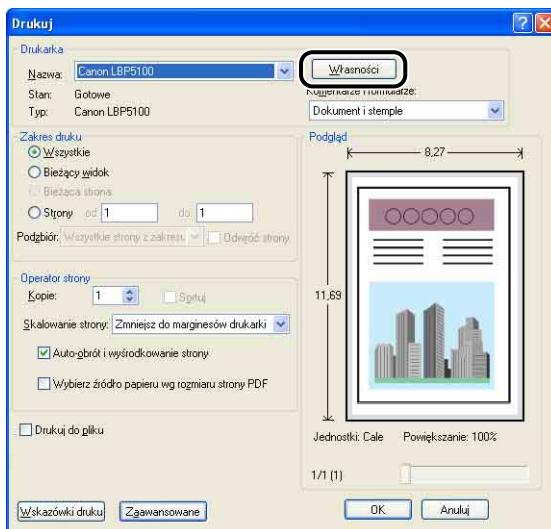 Drukuj
Drukarka
Nazwa: Canon LBP5100
Własności
Stan: Gotowe
Komentarze i formularze:
Typ: Canon LBP5100
Dokument i stemple
Zakres druku
Wszystkie
Bieżący widok
Bieżąca strona
Strony od: 1 do: 1
Podzbiór: Wszystkie strony z zakresu Odwróć strony
Operator strony
Kopie: 1 Sortuj
Skalowanie strony: Zmniejsz do marginesów drukarki
Auto-obrót i wyśrodkowanie strony
Wybierz źródło papieru wg rozmiaru strony PDF
Drukuj do pliku
Podgląd
8,27
11,69
Jednostki: Cale Powiększanie: 100%
1/1 (1)
Wskazówki druku Zaawansowane OK Anuluj